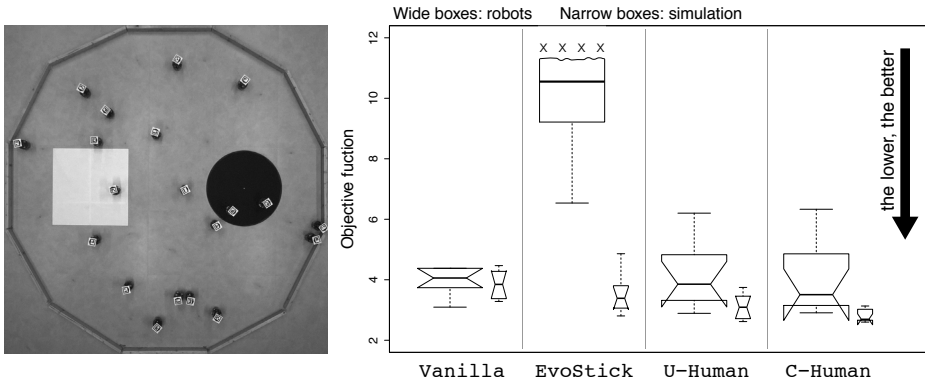 Wide boxes: robots Narrow boxes: simulation
12
10
8
6
4
2
Objective fuction
X X X X
the lower, the better
Vanilla EvoStick U-Human C-Human